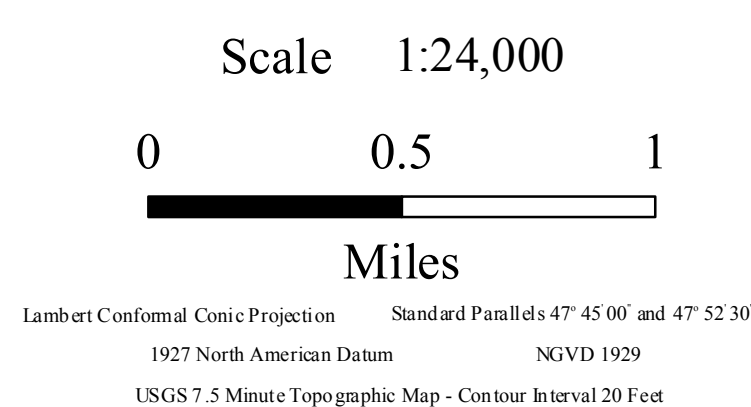 Scale 1:24,000
0 0.5 1
Miles
Lambert Conformal Conic Projection Standard Parallels 47° 45' 00" and 47° 52' 30
1927 North American Datum NGVD 1929
USGS 7.5 Minute Topographic Map - Contour Interval 20 Feet